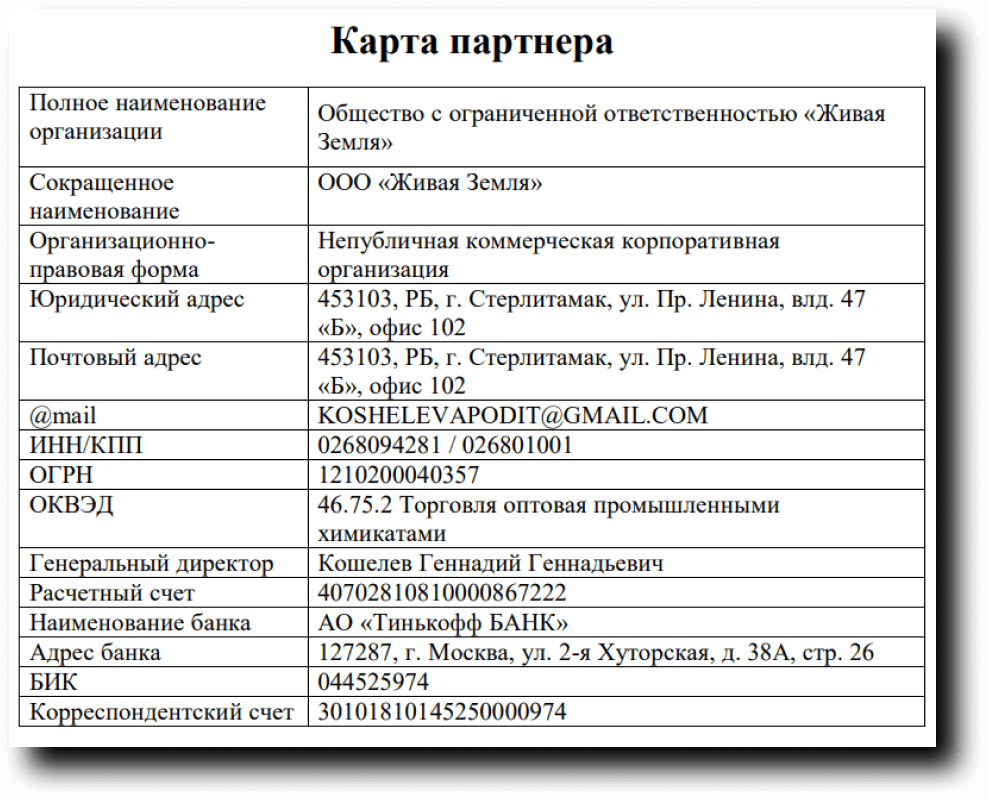 Карта партнера
Полное наименование
организации
Общество с ограниченной ответственностью «Живая
Земля»
Сокращенное
наименование
ООО «Живая Земля»
Организационно-
правовая форма
Непубличная коммерческая корпоративная
организация
Юридический адрес
453103, РБ, г. Стерлитамак, ул. Пр. Ленина, влд. 47
«Б», офис 102
Почтовый адрес
453103, РБ, г. Стерлитамак, ул. Пр. Ленина, влд. 47
«Б», офис 102
@mail
KOSHELEVAPODIT@GMAIL.COM
ИНН/КПП
0268094281 / 026801001
ОГРН
1210200040357
ОКВЭД
46.75.2 Торговля оптовая промышленными
химикатами
Генеральный директор
Кошелев Геннадий Геннадьевич
Расчетный счет
40702810810000867222
Наименование банка
АО «Тинькофф БАНК»
Адрес банка
127287, г. Москва, ул. 2-я Хуторская, д. 38А, стр. 26
БИК
044525974
Корреспондентский счет
30101810145250000974